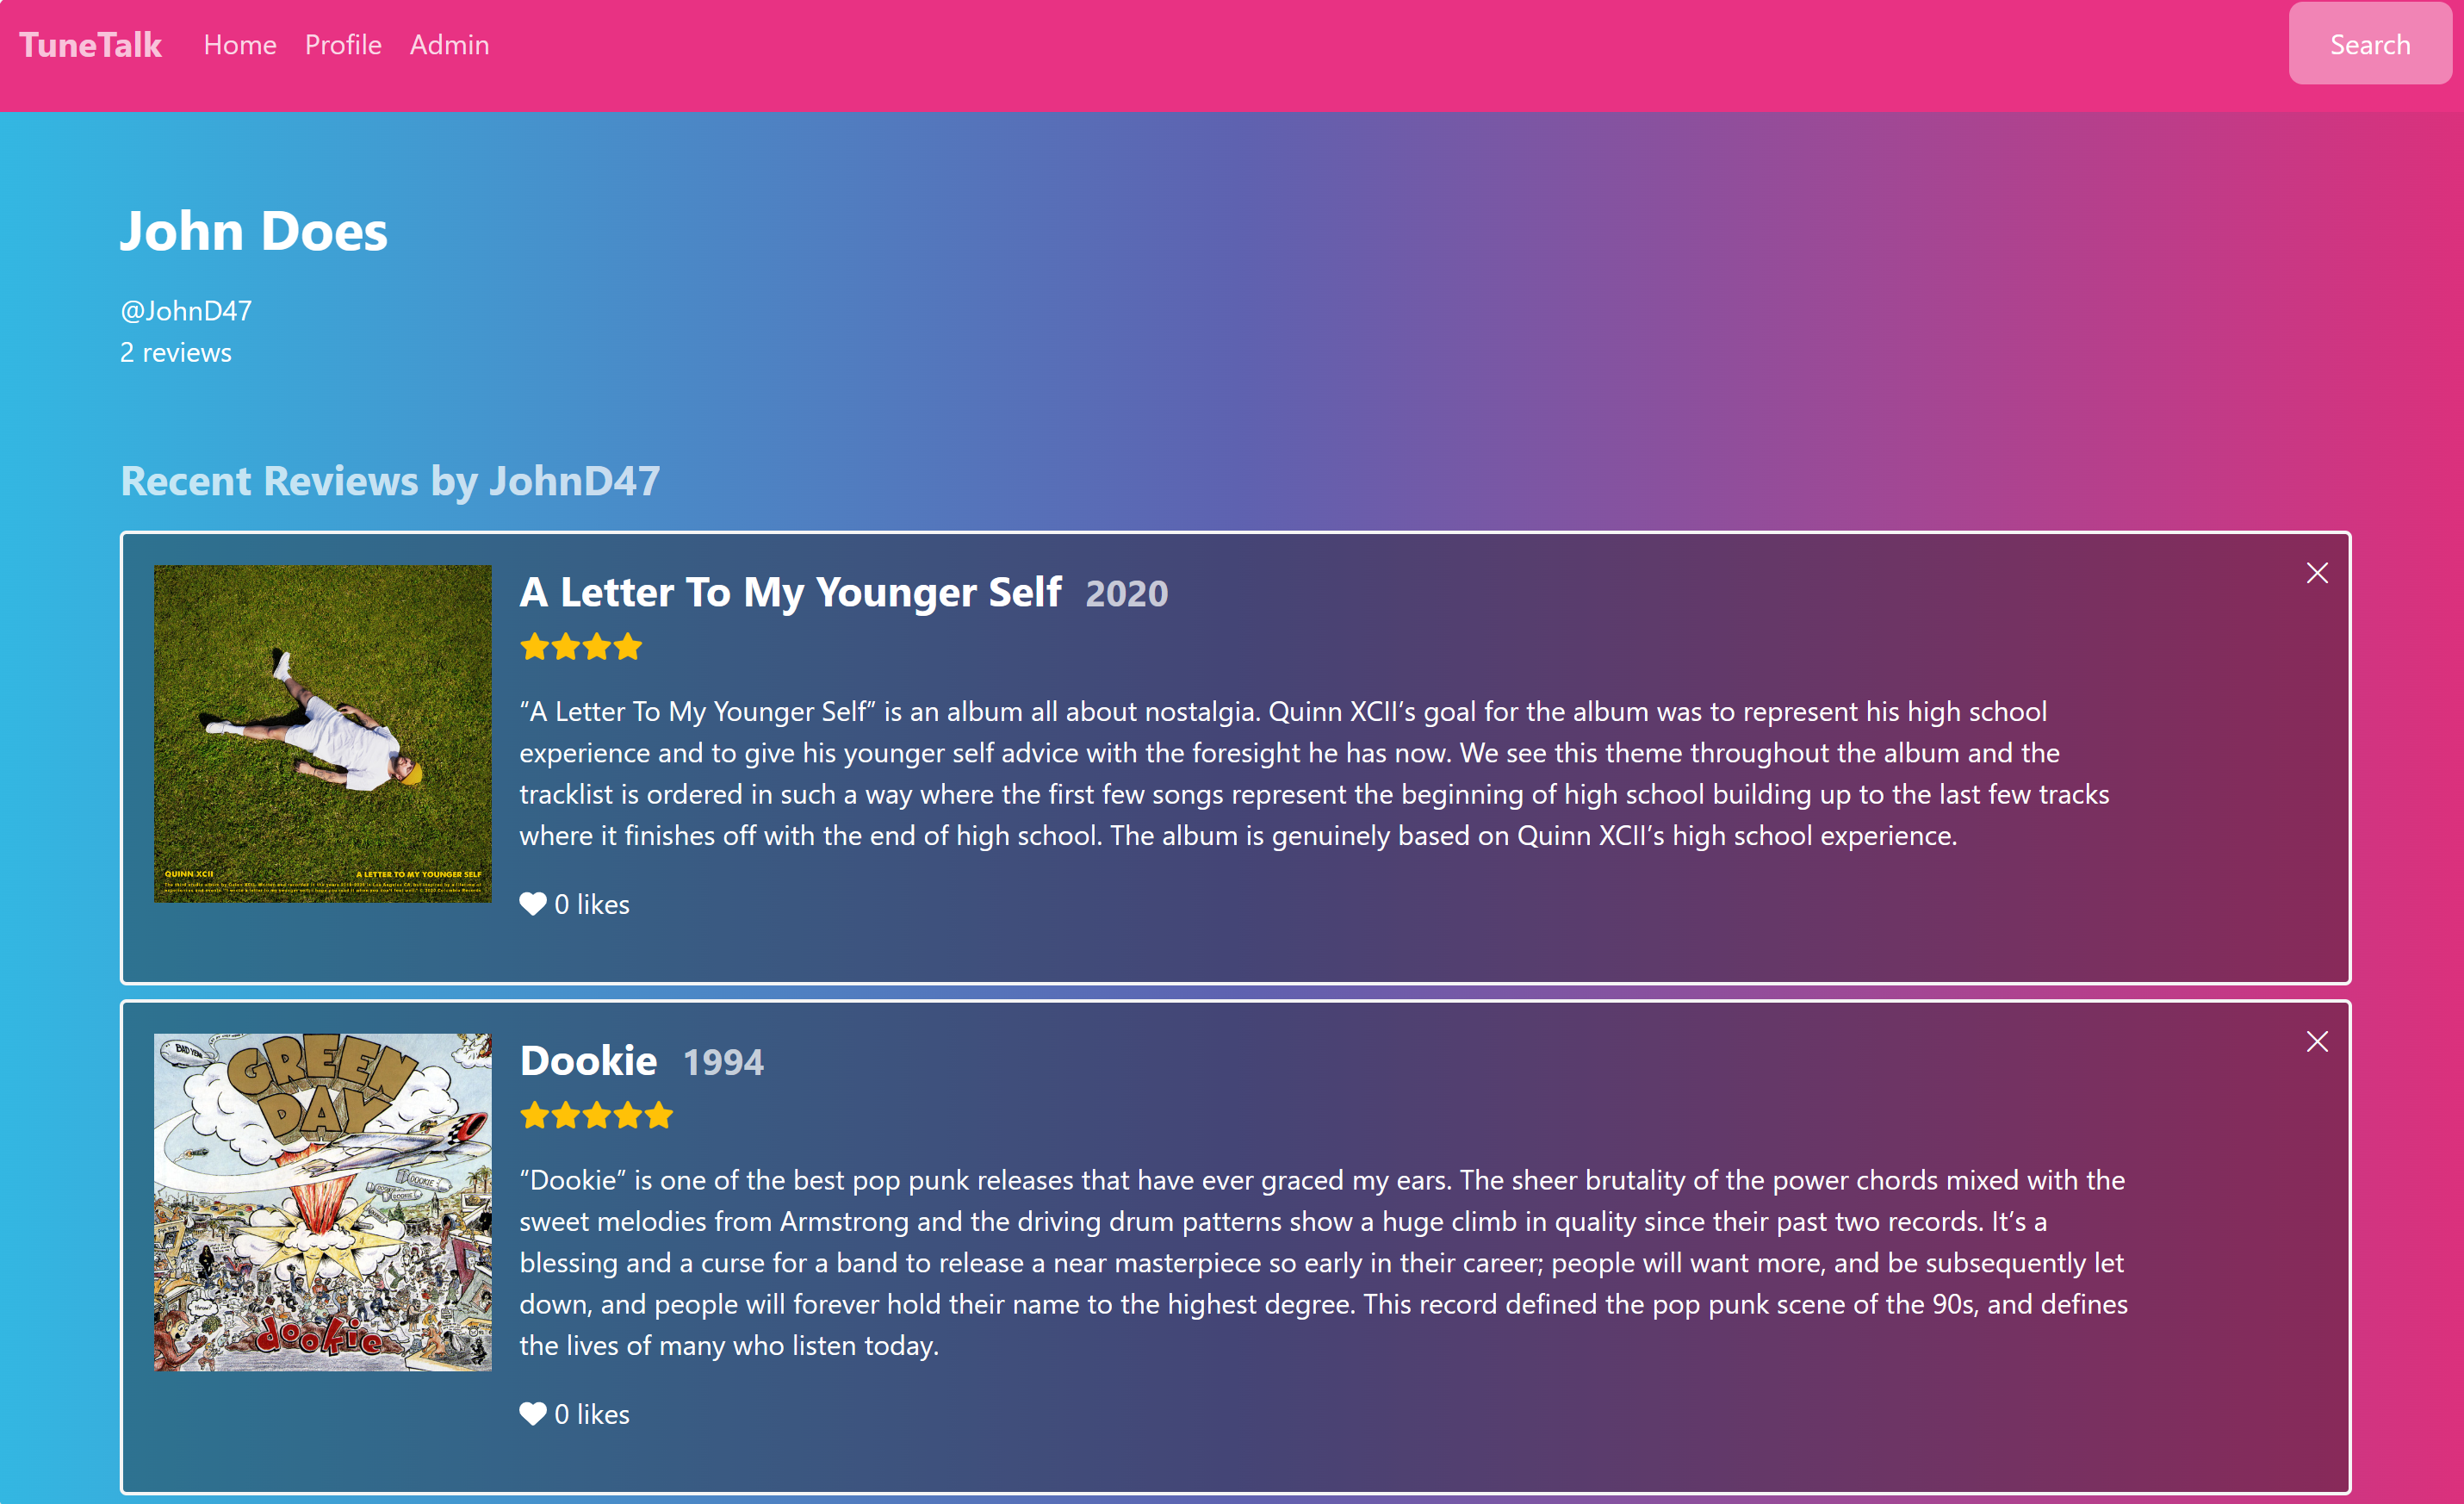 TuneTalk Home Profile Admin Search
John Does
@JohnD47
2 reviews
Recent Reviews by JohnD47
A Letter To My Younger Self 2020
“A Letter To My Younger Self” is an album all about nostalgia. Quinn XCII’s goal for the album was to represent his high school
experience and to give his younger self advice with the foresight he has now. We see this theme throughout the album and the
tracklist is ordered in such a way where the first few songs represent the beginning of high school building up to the last few tracks
where it finishes off with the end of high school. The album is genuinely based on Quinn XCII’s high school experience.
0 likes
QUINN XCII A LETTER TO MY YOUNGER SELF
Dookie 1994
“Dookie” is one of the best pop punk releases that have ever graced my ears. The sheer brutality of the power chords mixed with the
sweet melodies from Armstrong and the driving drum patterns show a huge climb in quality since their past two records. It’s a
blessing and a curse for a band to release a near masterpiece so early in their career; people will want more, and be subsequently let
down, and people will forever hold their name to the highest degree. This record defined the pop punk scene of the 90s, and defines
the lives of many who listen today.
0 likes
BAD YEAR
GREEN
DAY
DOOKIE
dookie